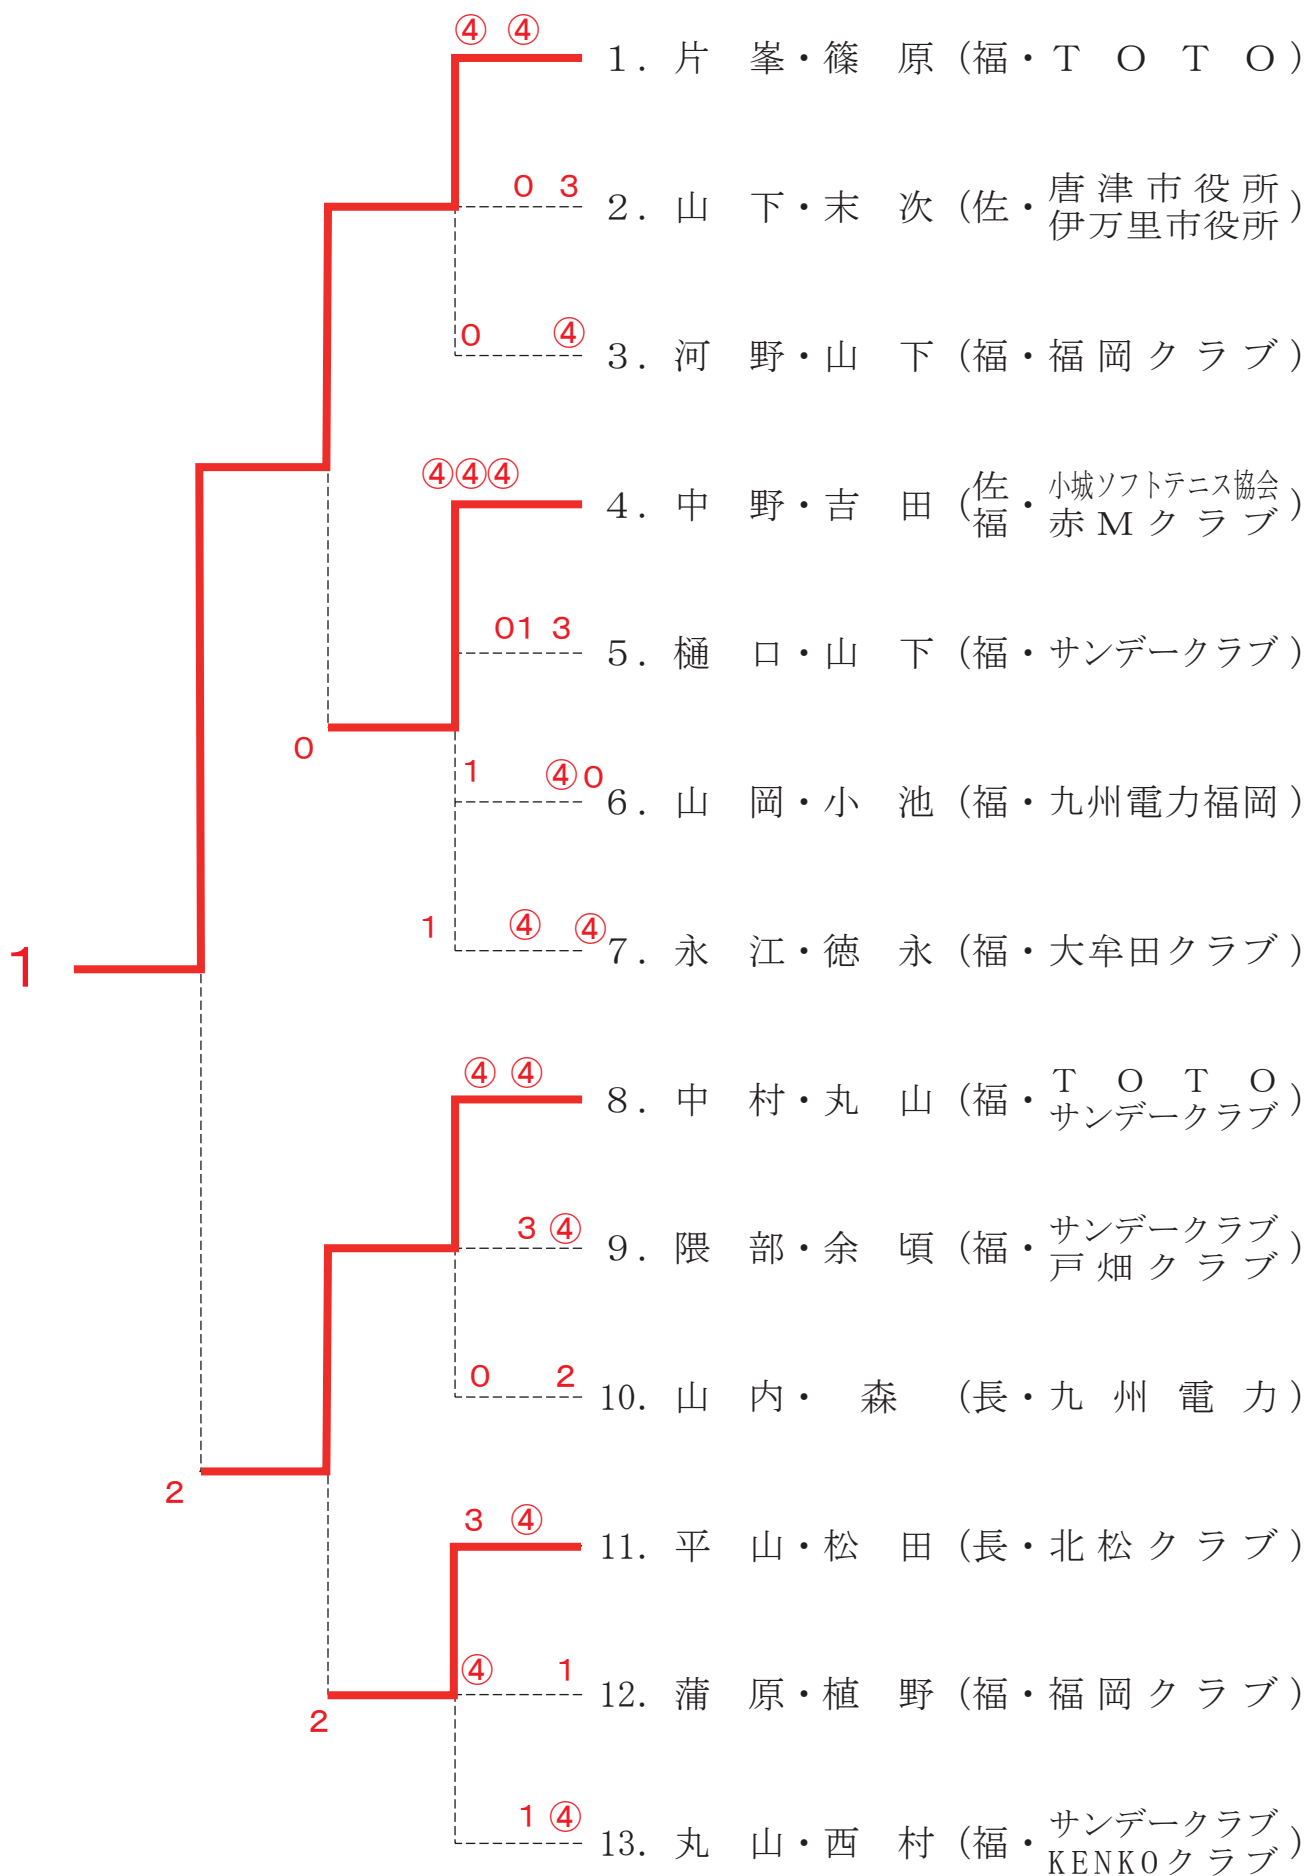 ④ ④
1. 片 峯・篠 原 (福・T O T O)
0 3
2. 山 下・末 次 (佐・唐津市役所
伊万里市役所)
0 ④
3. 河 野・山 下 (福・福岡クラブ)
④④④
4. 中 野・吉 田 (佐・小城ソフトテニス協会
福・赤Mクラブ)
01 3
5. 樋 口・山 下 (福・サンデークラブ)
0
1 ④0
6. 山 岡・小 池 (福・九州電力福岡)
1 ④ ④
7. 永 江・徳 永 (福・大牟田クラブ)
1
④ ④
8. 中 村・丸 山 (福・T O T O
サンデークラブ)
3 ④
9. 隈 部・余 頃 (福・サンデークラブ
戸畑クラブ)
0 2
10. 山 内・ 森 (長・九州電力)
2
3 ④
11. 平 山・松 田 (長・北松クラブ)
④ 1
12. 蒲 原・植 野 (福・福岡クラブ)
2
1 ④
13. 丸 山・西 村 (福・サンデークラブ
KENKOクラブ)